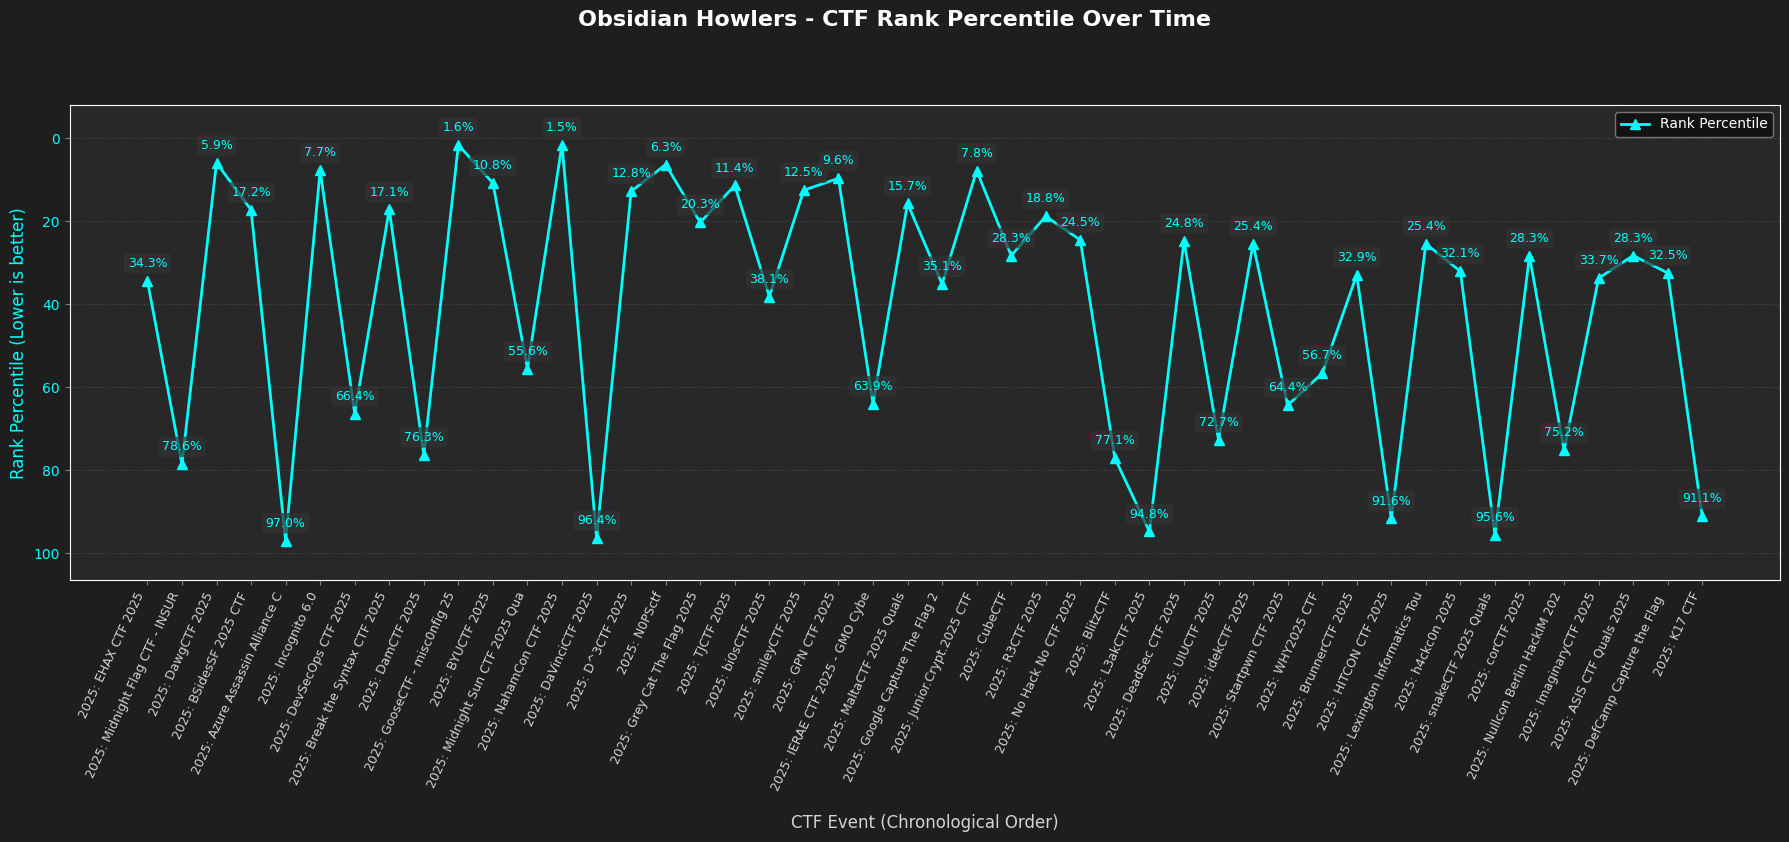 Obsidian Howlers - CTF Rank Percentile Over Time
Rank Percentile
Rank Percentile (Lower is better)
0
20
40
60
80
100
34.3%
78.6%
5.9%
17.2%
97.0%
7.7%
66.4%
17.1%
76.3%
1.6%
10.8%
55.6%
1.5%
96.4%
12.8%
6.3%
20.3%
11.4%
38.1%
12.5%
9.6%
63.9%
15.7%
35.1%
7.8%
28.3%
18.8%
24.5%
77.1%
94.8%
24.8%
72.7%
25.4%
64.4%
56.7%
32.9%
91.6%
25.4%
32.1%
95.6%
28.3%
75.2%
33.7%
28.3%
32.5%
91.1%
2025: EHAX CTF 2025
2025: Midnight Flag CTF - INSUR
2025: DawgCTF 2025
2025: BSidesSF 2025 CTF
2025: Azure Assassin Alliance C
2025: Incognito 6.0
2025: DevSecOps CTF 2025
2025: Break the Syntax CTF 2025
2025: DamCTF 2025
2025: GooseCTF - misconfig 25
2025: BYUCTF 2025
2025: Midnight Sun CTF 2025 Qua
2025: NahamCon CTF 2025
2025: DaVinciCTF 2025
2025: D^3CTF 2025
2025: N0PSctf
2025: Grey Cat The Flag 2025
2025: TJCTF 2025
2025: bi0sCTF 2025
2025: smileyCTF 2025
2025: GPN CTF 2025
2025: IERAE CTF 2025 - GMO Cybe
2025: MaltaCTF 2025 Quals
2025: Google Capture The Flag 2
2025: Junior.Crypt.2025 CTF
2025: CubeCTF
2025: R3CTF 2025
2025: No Hack No CTF 2025
2025: BlitzCTF
2025: L3akCTF 2025
2025: DeadSec CTF 2025
2025: UIUCTF 2025
2025: idekCTF 2025
2025: Startpwn CTF 2025
2025: WHY2025 CTF
2025: BrunnerCTF 2025
2025: HITCON CTF 2025
2025: Lexington Informatics Tou
2025: h4ckc0n 2025
2025: snakeCTF 2025 Quals
2025: corCTF 2025
2025: Nullcon Berlin HackIM 202
2025: ImaginaryCTF 2025
2025: ASIS CTF Quals 2025
2025: DefCamp Capture the Flag
2025: K17 CTF
CTF Event (Chronological Order)